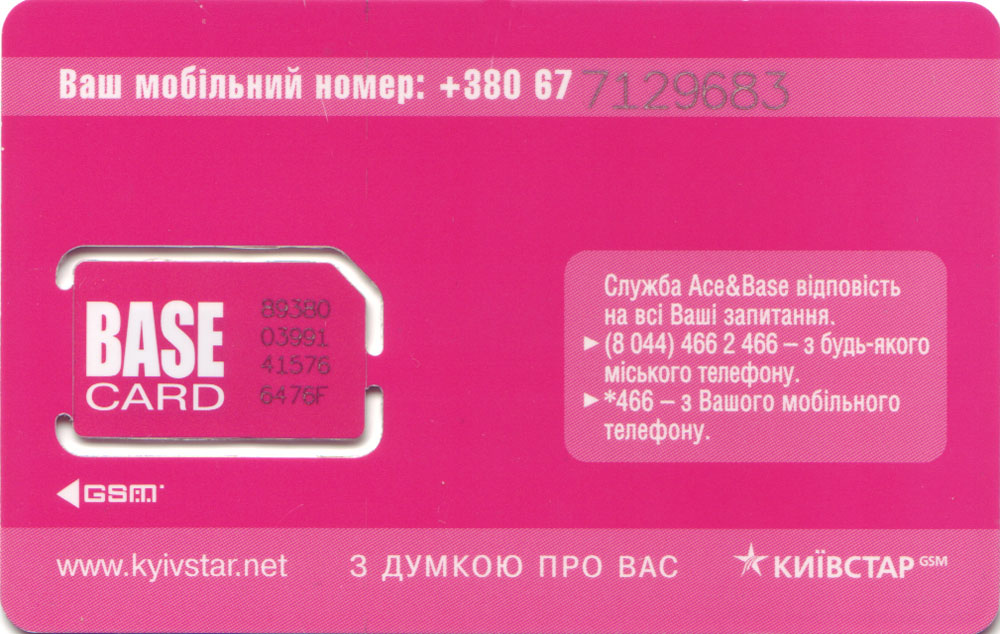 Ваш мобільний номер: +380 67 7129683
BASE
CARD
89380
03991
41576
6476F
Служба Ace&Base відповість
на всі Ваші запитання.
▶ (8 044) 466 2 466 – з будь-якого
міського телефону.
▶ *466 – з Вашого мобільного
телефону.
GSM
www.kyivstar.net З ДУМКОЮ ПРО ВАС КИЇВСТАР GSM